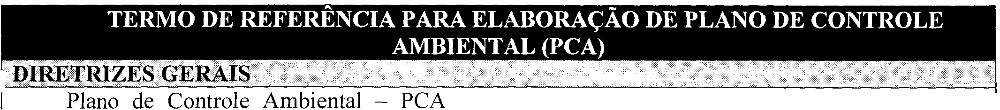 TERMO DE REFERÊNCIA PARA ELABORAÇÃO DE PLANO DE CONTROLE
AMBIENTAL (PCA)
DIRETRIZES GERAIS
Plano de Controle Ambiental – PCA